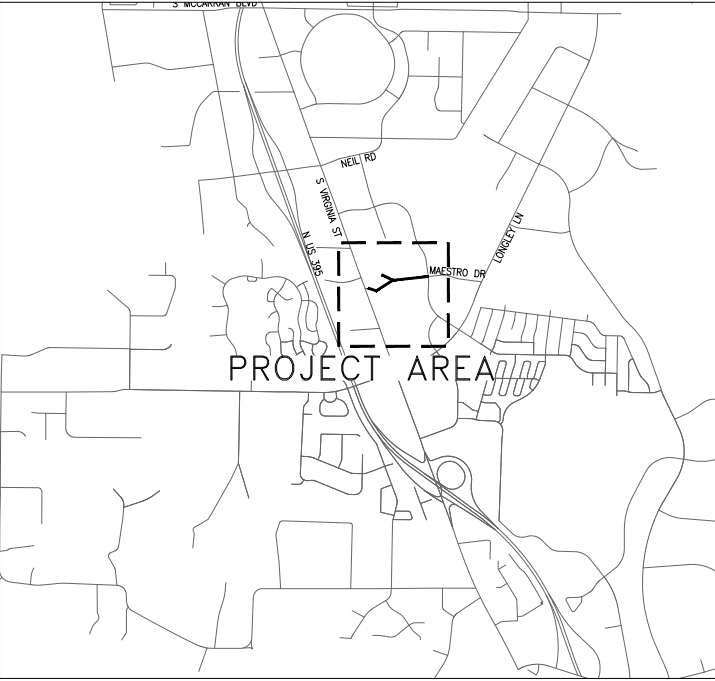 S MCCARRAN BLVD
NEIL RD
S VIRGINIA ST
N US 395
LONGLEY LN
MAESTRO DR
PROJECT AREA